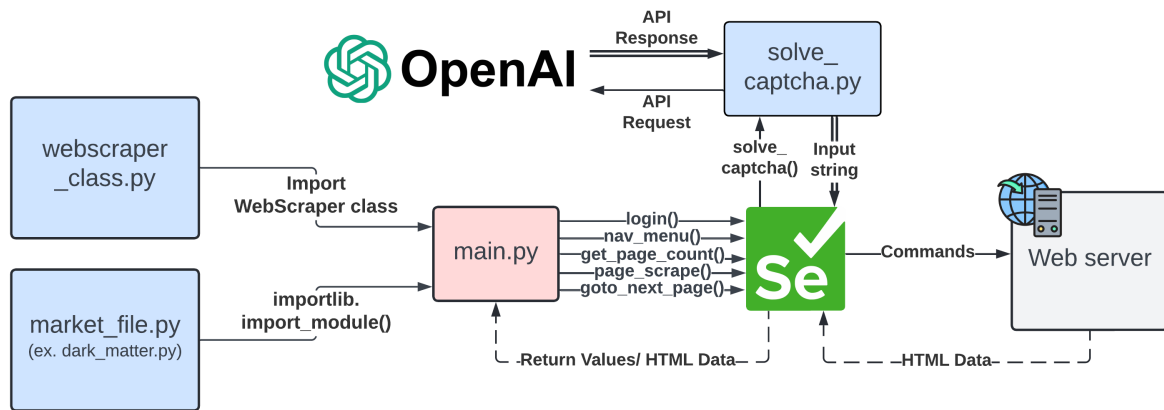 API
Response
OpenAI
API
Request
solve_
captcha.py
solve_
captcha()
Input
string
webscraper
_class.py
Import
WebScraper class
main.py
login()
nav_menu()
get_page_count()
page_scrape()
goto_next_page()
Se
Commands
Web server
market_file.py
(ex. dark_matter.py)
importlib.
import_module()
Return Values/ HTML Data
HTML Data